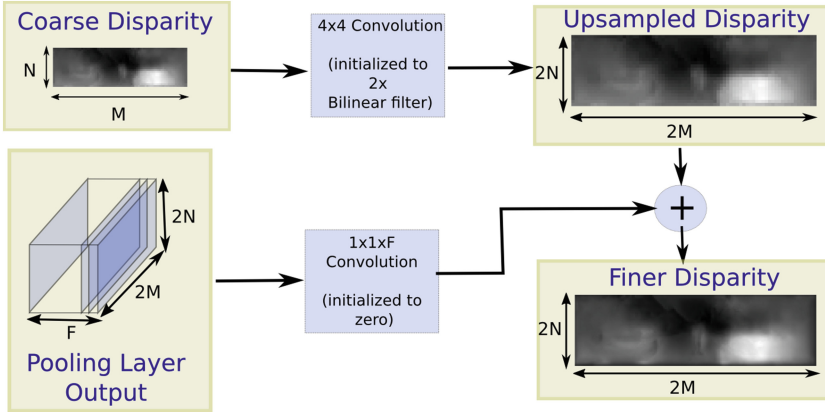 Coarse Disparity
N
M
4x4 Convolution
(initialized to
2x
Bilinear filter)
Upsampled Disparity
2N
2M
2N
2M
F
Pooling Layer
Output
1x1xF
Convolution
(initialized to
zero)
+
Finer Disparity
2N
2M